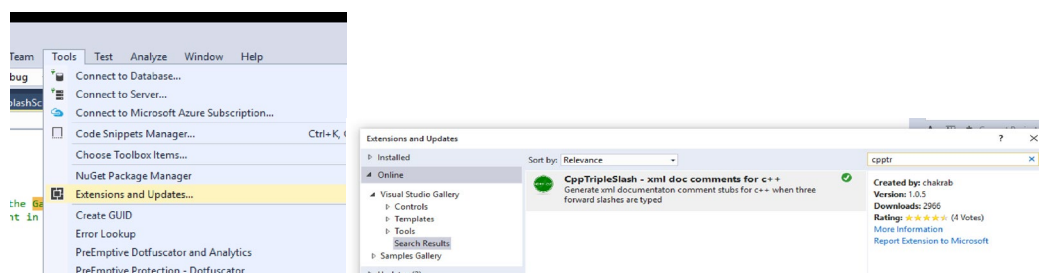 Team Tools Test Analyze Window Help
bug
Connect to Database...
Connect to Server...
Connect to Microsoft Azure Subscription...
Code Snippets Manager... Ctrl+K,
Choose Toolbox Items...
NuGet Package Manager
Extensions and Updates...
the
nt in
Create GUID
Error Lookup
PreEmptive Dotfuscator and Analytics
PreEmptive Protection - Dotfuscator
Extensions and Updates ? ×
Installed
Online
Visual Studio Gallery
Controls
Templates
Tools
Search Results
Samples Gallery
Sort by: Relevance
CppTripleSlash - xml doc comments for c++
Generate xml documentaton comment stubs for c++ when three
forward slashes are typed
cpptr ×
Created by: chakrab
Version: 1.0.5
Downloads: 2966
Rating: (4 Votes)
More Information
Report Extension to Microsoft